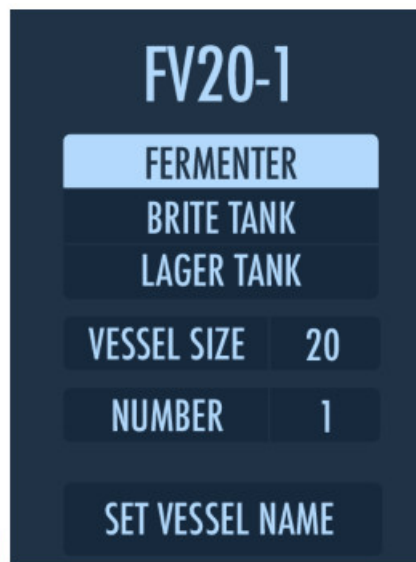 FV20-1
FERMENTER
BRITE TANK
LAGER TANK
VESSEL SIZE 20
NUMBER 1
SET VESSEL NAME